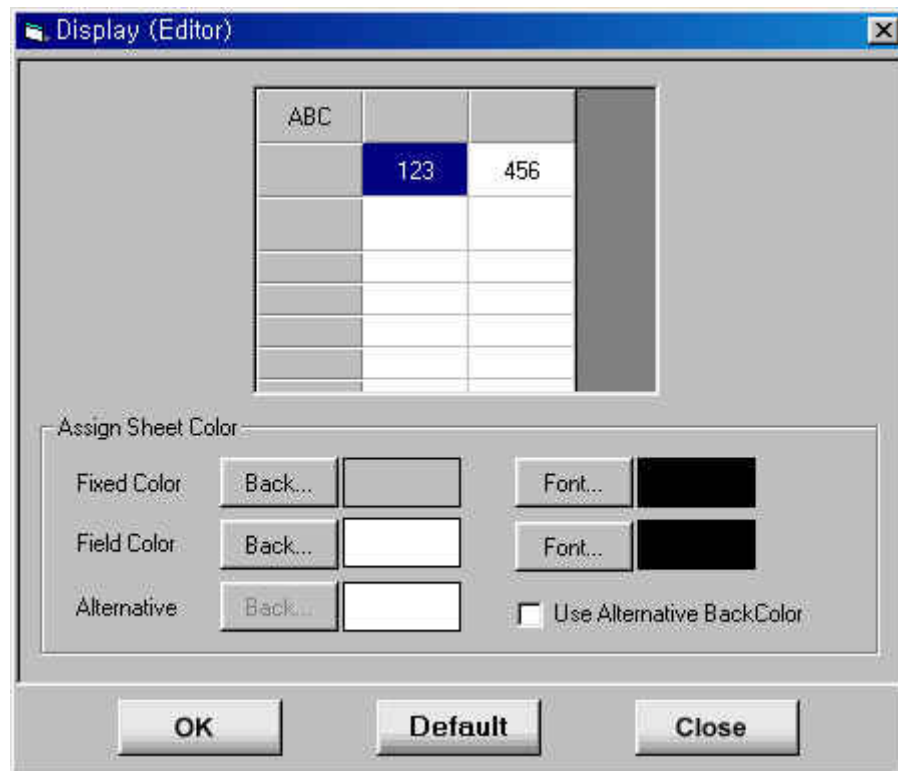 Display (Editor)
ABC
123 456
Assign Sheet Color
Fixed Color Back... Font...
Field Color Back... Font...
Alternative Back... Use Alternative BackColor
OK Default Close